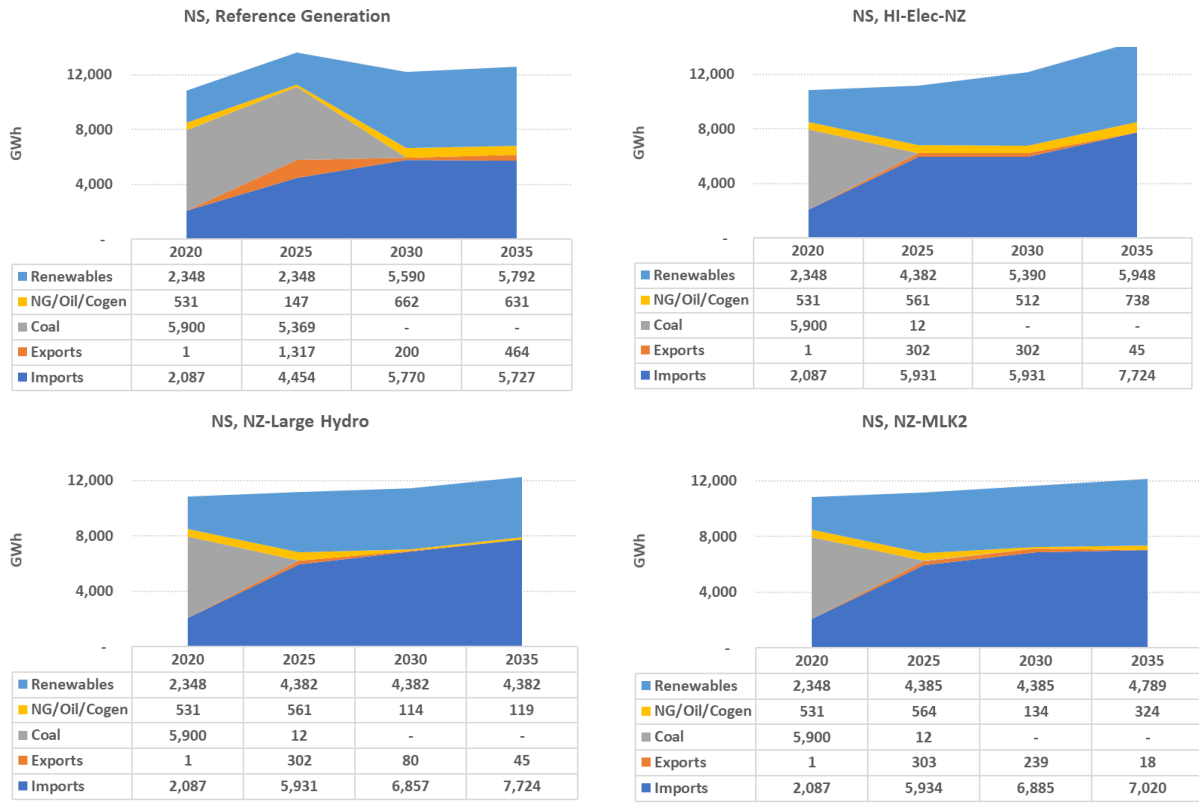 NS, Reference Generation
GWh
12,000
8,000
4,000
-
2020 2025 2030 2035
Renewables 2,348 2,348 5,590 5,792
NG/Oil/Cogen 531 147 662 631
Coal 5,900 5,369 - -
Exports 1 1,317 200 464
Imports 2,087 4,454 5,770 5,727
NS, HI-Elec-NZ
GWh
12,000
8,000
4,000
-
2020 2025 2030 2035
Renewables 2,348 4,382 5,390 5,948
NG/Oil/Cogen 531 561 512 738
Coal 5,900 12 - -
Exports 1 302 302 45
Imports 2,087 5,931 5,931 7,724
NS, NZ-Large Hydro
GWh
12,000
8,000
4,000
-
2020 2025 2030 2035
Renewables 2,348 4,382 4,382 4,382
NG/Oil/Cogen 531 561 114 119
Coal 5,900 12 - -
Exports 1 302 80 45
Imports 2,087 5,931 6,857 7,724
NS, NZ-MLK2
GWh
12,000
8,000
4,000
-
2020 2025 2030 2035
Renewables 2,348 4,385 4,385 4,789
NG/Oil/Cogen 531 564 134 324
Coal 5,900 12 - -
Exports 1 303 239 18
Imports 2,087 5,934 6,885 7,020